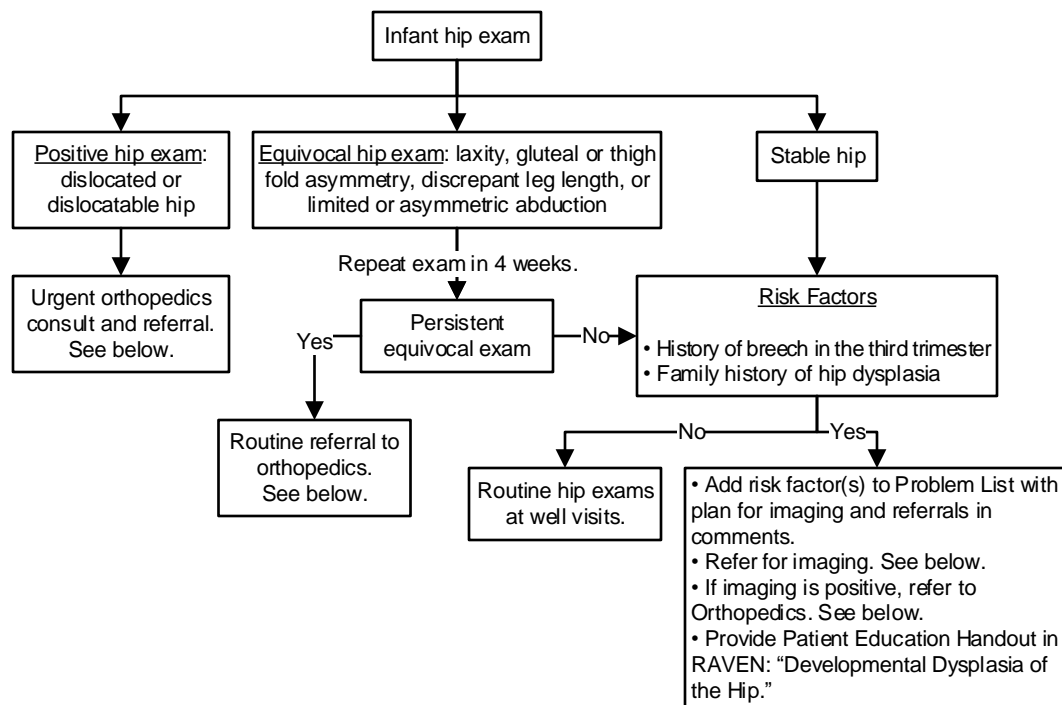 Infant hip exam
Positive hip exam:
dislocated or
dislocatable hip
Equivocal hip exam: laxity, gluteal or thigh
fold asymmetry, discrepant leg length, or
limited or asymmetric abduction
Stable hip
Repeat exam in 4 weeks.
Urgent orthopedics
consult and referral.
See below.
Persistent
equivocal exam
Yes
No
Risk Factors
• History of breech in the third trimester
• Family history of hip dysplasia
Routine referral to
orthopedics.
See below.
No
Yes
Routine hip exams
at well visits.
• Add risk factor(s) to Problem List with
plan for imaging and referrals in
comments.
• Refer for imaging. See below.
• If imaging is positive, refer to
Orthopedics. See below.
• Provide Patient Education Handout in
RAVEN: “Developmental Dysplasia of
the Hip.”